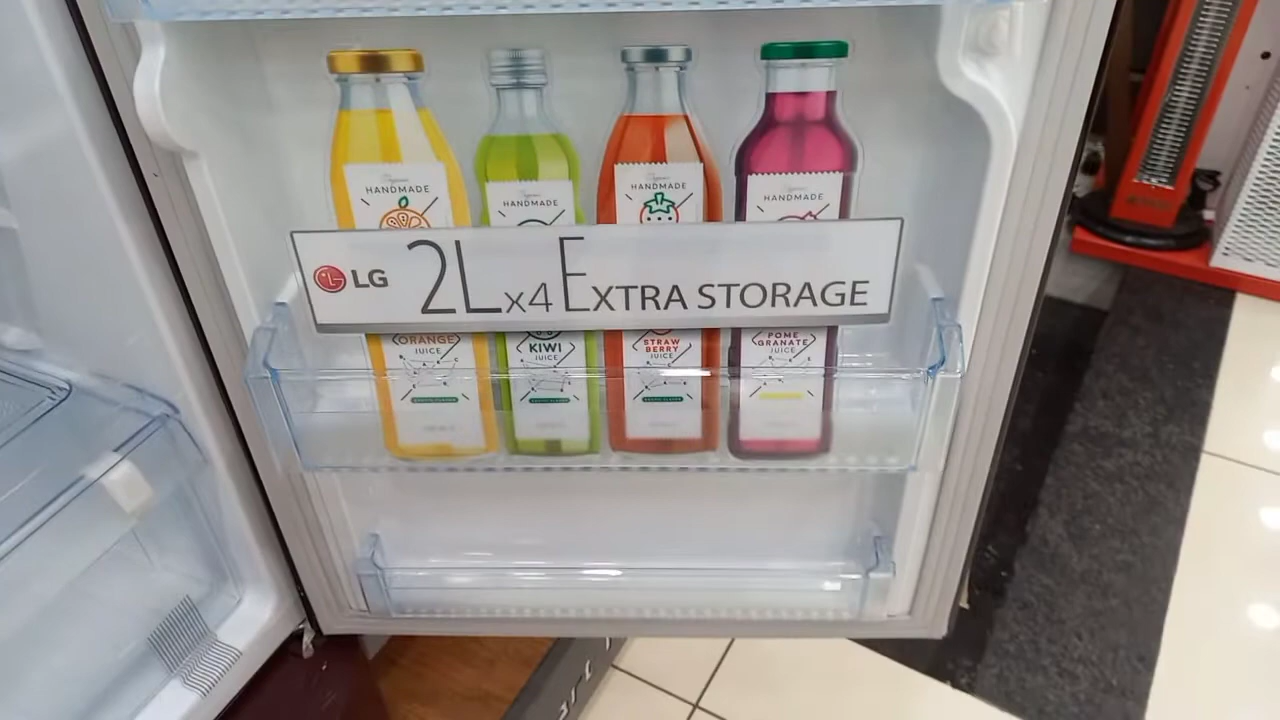 HANDMADE
HANDMADE
HANDMADE
HANDMADE
LG 2Lx4 EXTRA STORAGE
ORANGE
JUICE
KIWI
JUICE
STRAW
BERRY
JUICE
POME
GRANATE
JUICE